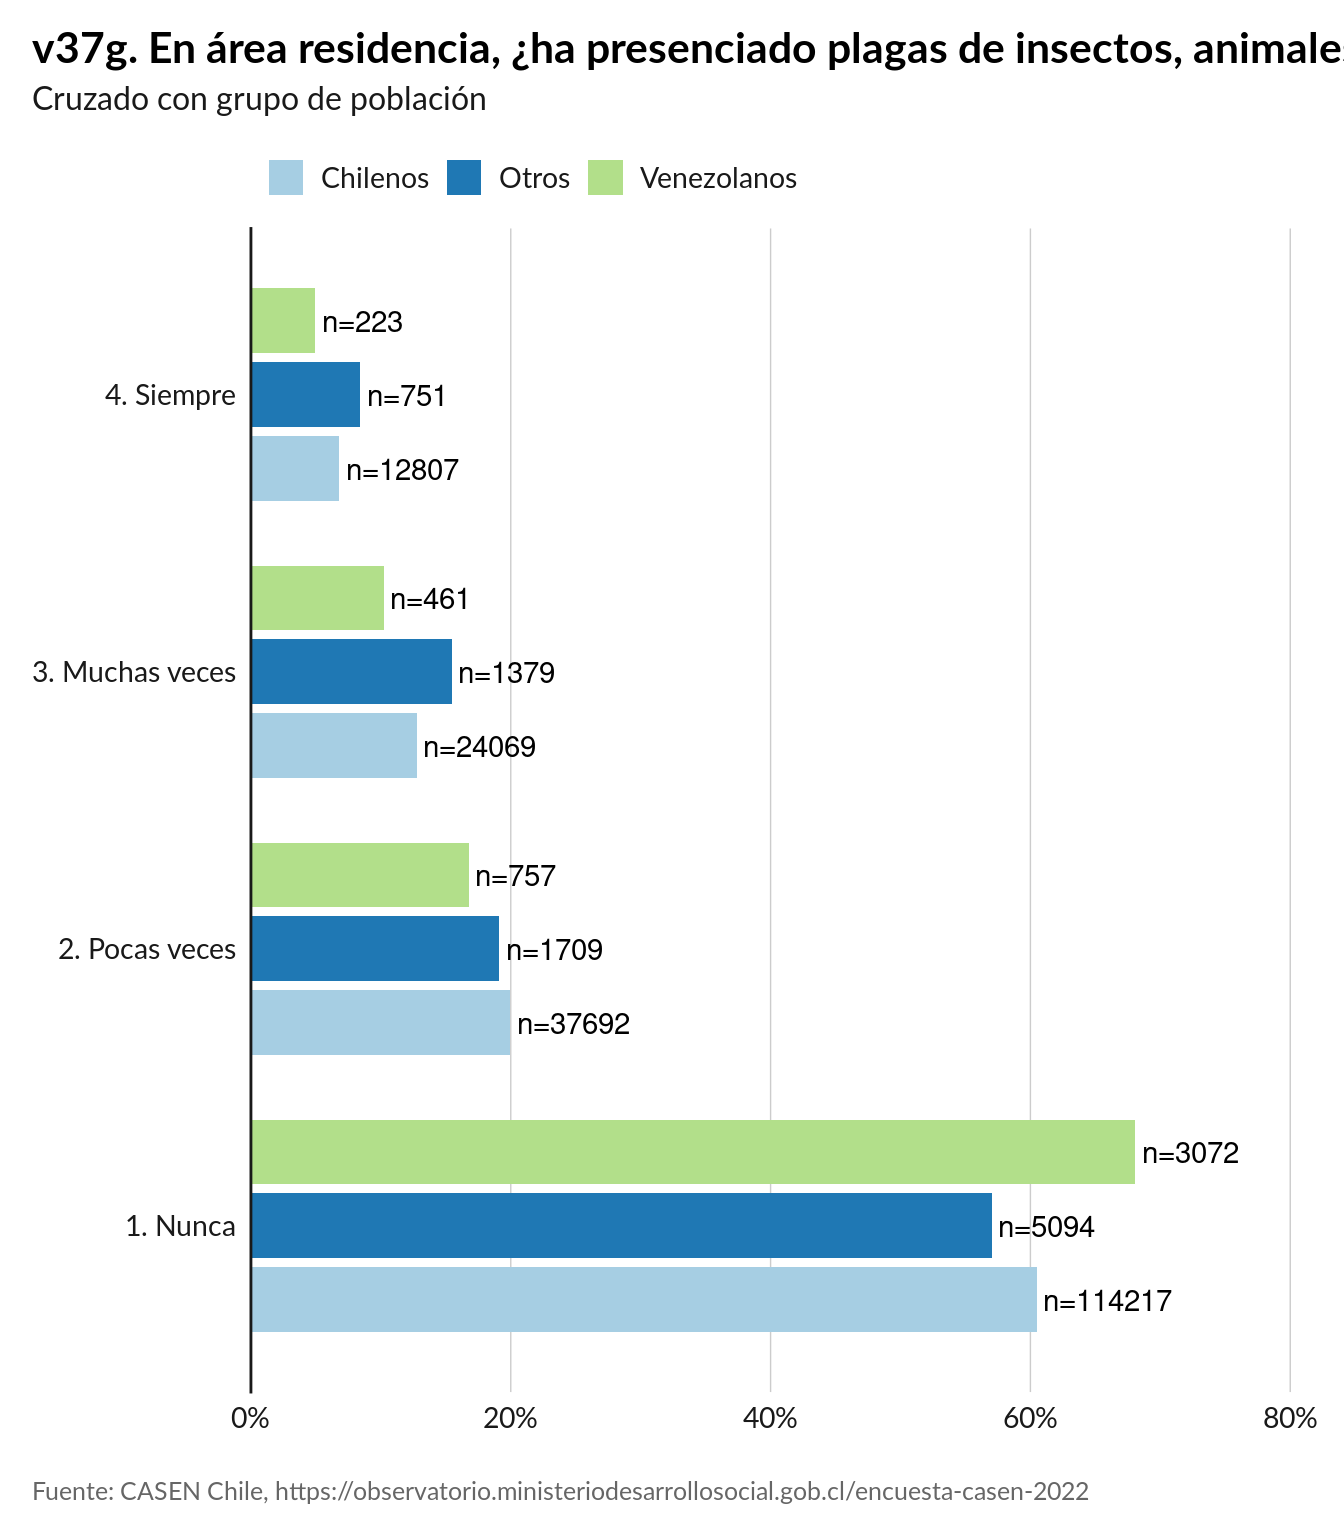 v37g. En área residencia, ¿ha presenciado plagas de insectos, animale
Cruzado con grupo de población
Chilenos Otros Venezolanos
n=223
4. Siempre n=751
n=12807
n=461
3. Muchas veces n=1379
n=24069
n=757
2. Pocas veces n=1709
n=37692
n=3072
1. Nunca n=5094
n=114217
0% 20% 40% 60% 80%
Fuente: CASEN Chile, https://observatorio.ministeriodesarrollosocial.gob.cl/encuesta-casen-2022